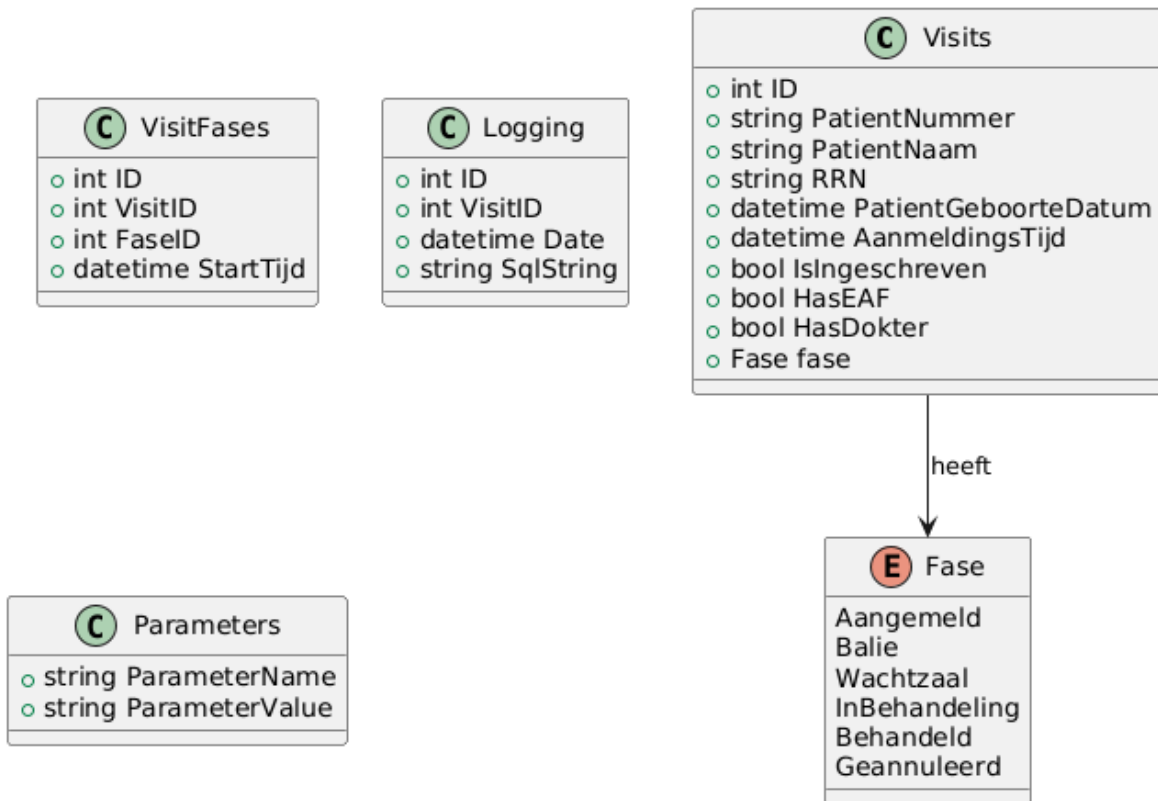 C VisitFases
int ID
int VisitID
int FaseID
datetime StartTijd
C Logging
int ID
int VisitID
datetime Date
string SqlString
C Visits
int ID
string PatientNummer
string PatientNaam
string RRN
datetime PatientGeboorteDatum
datetime AanmeldingsTijd
bool IsIngeschreven
bool HasEAF
bool HasDokter
Fase fase
heeft
C Parameters
string ParameterName
string ParameterValue
E Fase
Aangemeld
Balie
Wachtzaal
InBehandeling
Behandeld
Geannuleerd